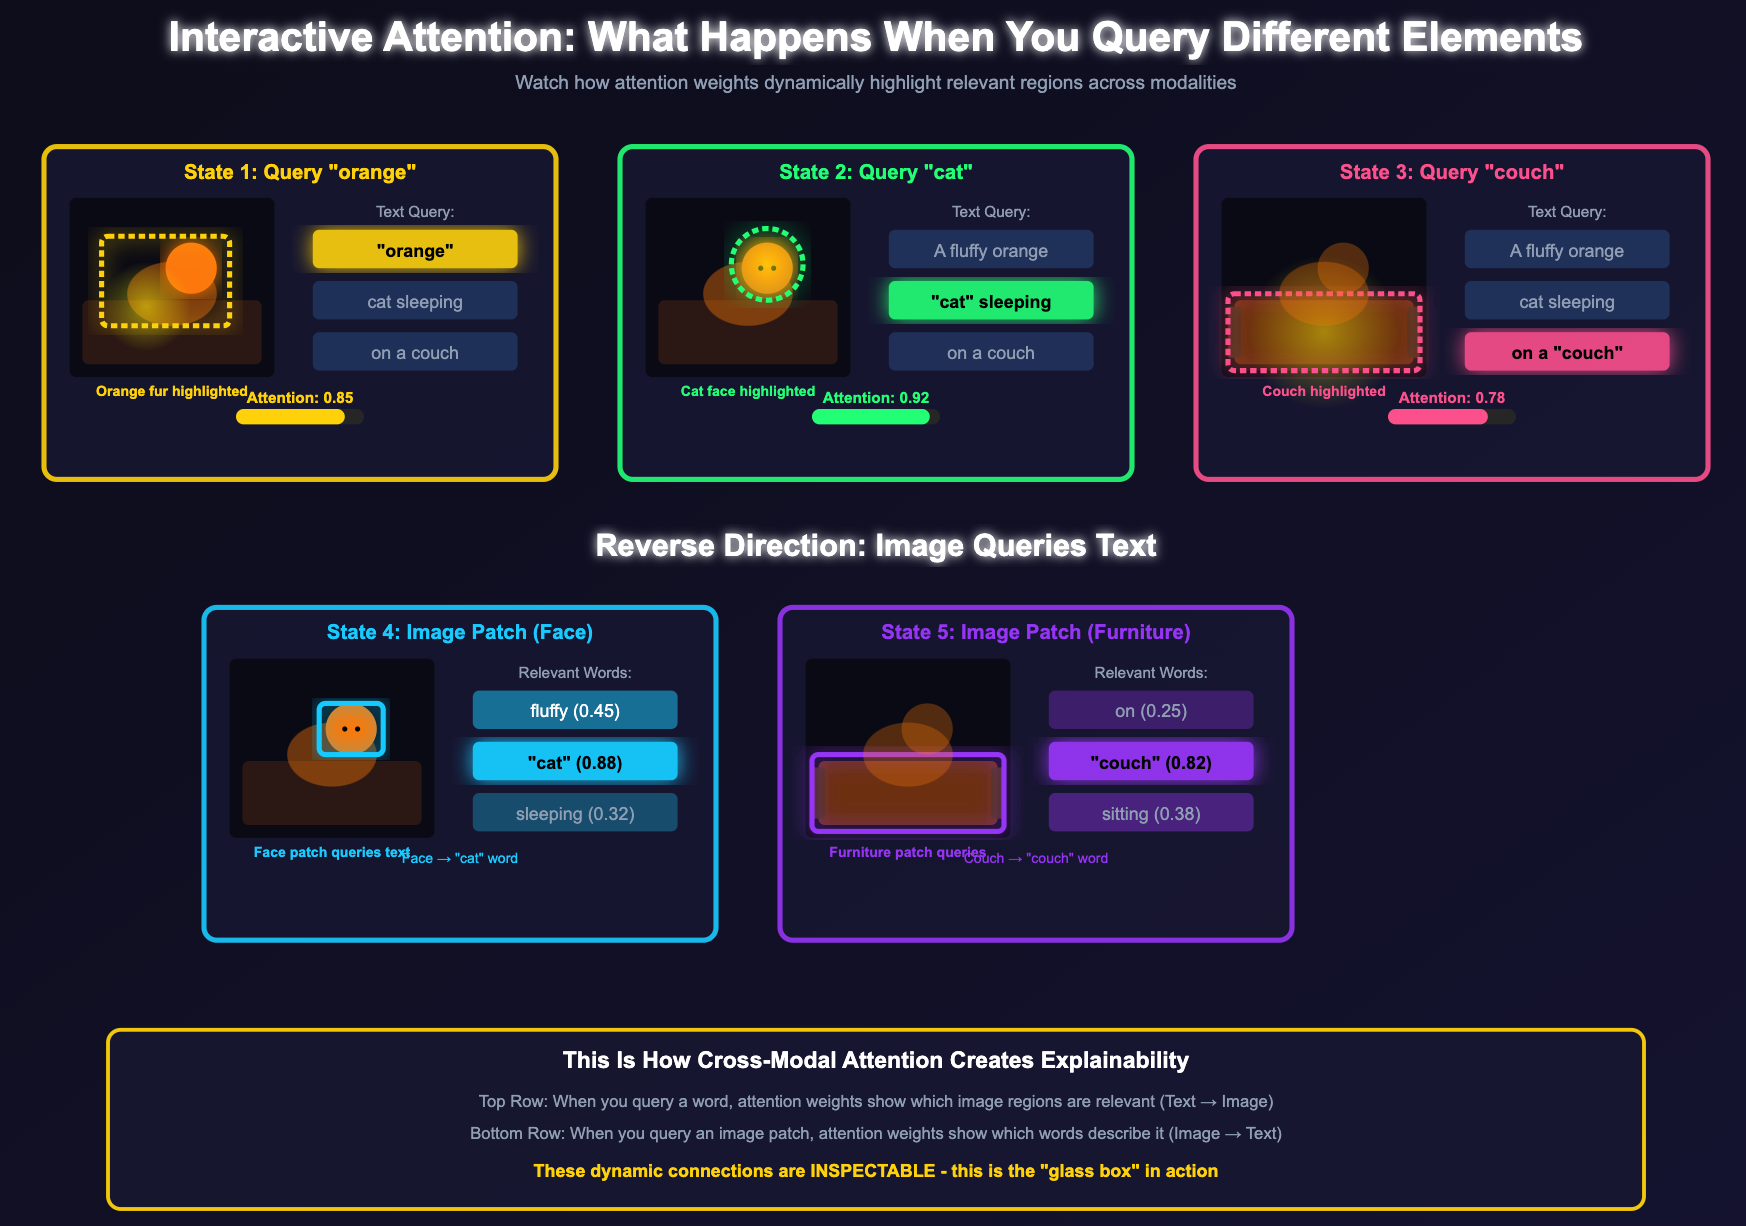 Interactive Attention: What Happens When You Query Different Elements
Watch how attention weights dynamically highlight relevant regions across modalities
State 1: Query "orange"
Text Query:
"orange"
cat sleeping
on a couch
Orange fur highlighted
Attention: 0.85
State 2: Query "cat"
Text Query:
A fluffy orange
"cat" sleeping
on a couch
Cat face highlighted
Attention: 0.92
State 3: Query "couch"
Text Query:
A fluffy orange
cat sleeping
on a "couch"
Couch highlighted
Attention: 0.78
Reverse Direction: Image Queries Text
State 4: Image Patch (Face)
Relevant Words:
fluffy (0.45)
"cat" (0.88)
sleeping (0.32)
Face patch queries text
Face → "cat" word
State 5: Image Patch (Furniture)
Relevant Words:
on (0.25)
"couch" (0.82)
sitting (0.38)
Furniture patch queries
Couch → "couch" word
This Is How Cross-Modal Attention Creates Explainability
Top Row: When you query a word, attention weights show which image regions are relevant (Text → Image)
Bottom Row: When you query an image patch, attention weights show which words describe it (Image → Text)
These dynamic connections are INSPECTABLE - this is the "glass box" in action